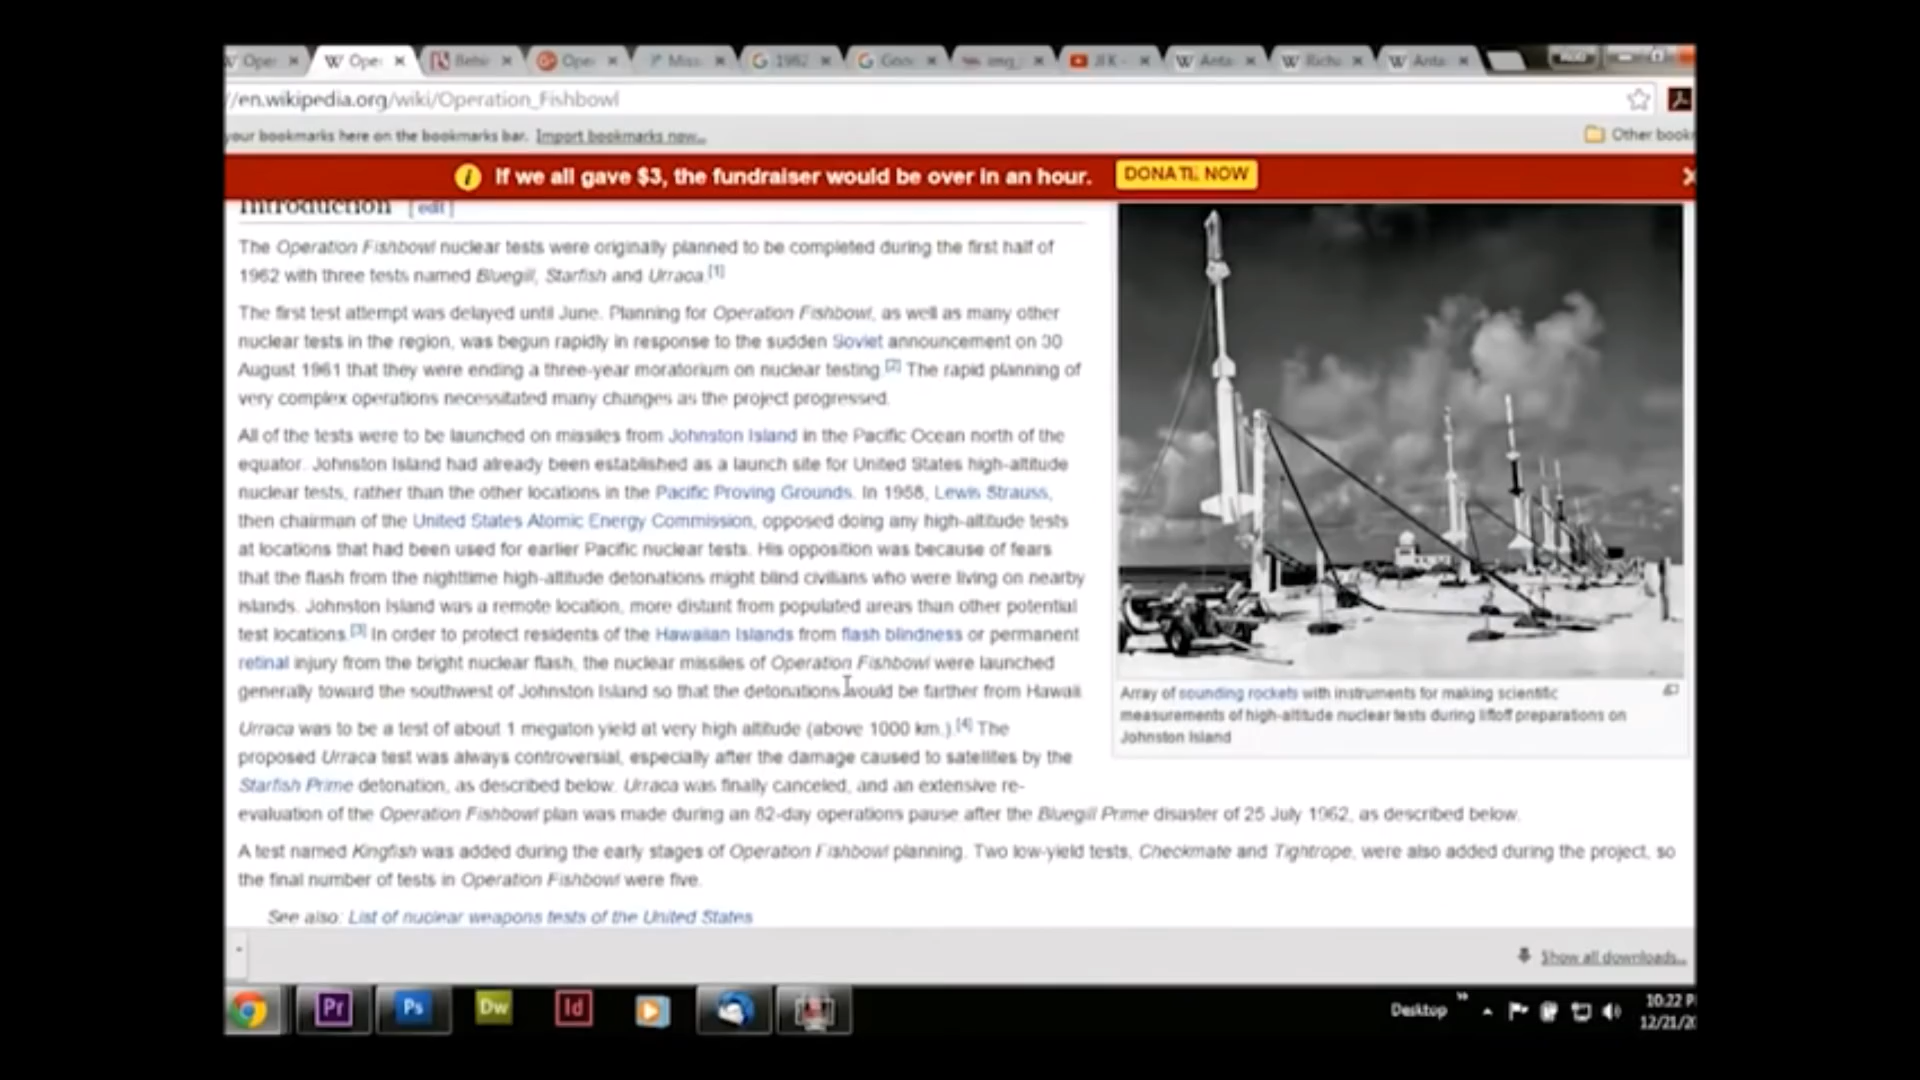 Oper
Oper
Behi
Oper
Miss
1962
Goo
img_
JFK -
Anta
Richa
Anta
//en.wikipedia.org/wiki/Operation_Fishbowl
your bookmarks here on the bookmarks bar. Import bookmarks now...
Other bookr
i If we all gave $3, the fundraiser would be over in an hour. DONATE NOW
Introduction [ edit ]
The Operation Fishbowl nuclear tests were originally planned to be completed during the first half of
1962 with three tests named Bluegill, Starfish and Urraca.[1]
The first test attempt was delayed until June. Planning for Operation Fishbowl, as well as many other
nuclear tests in the region, was begun rapidly in response to the sudden Soviet announcement on 30
August 1961 that they were ending a three-year moratorium on nuclear testing.[2] The rapid planning of
very complex operations necessitated many changes as the project progressed.
All of the tests were to be launched on missiles from Johnston Island in the Pacific Ocean north of the
equator. Johnston Island had already been established as a launch site for United States high-altitude
nuclear tests, rather than the other locations in the Pacific Proving Grounds. In 1958, Lewis Strauss,
then chairman of the United States Atomic Energy Commission, opposed doing any high-altitude tests
at locations that had been used for earlier Pacific nuclear tests. His opposition was because of fears
that the flash from the nighttime high-altitude detonations might blind civilians who were living on nearby
islands. Johnston Island was a remote location, more distant from populated areas than other potential
test locations.[3] In order to protect residents of the Hawaiian Islands from flash blindness or permanent
retinal injury from the bright nuclear flash, the nuclear missiles of Operation Fishbowl were launched
generally toward the southwest of Johnston Island so that the detonations would be farther from Hawaii.
Urraca was to be a test of about 1 megaton yield at very high altitude (above 1000 km.).[4] The
proposed Urraca test was always controversial, especially after the damage caused to satellites by the
Starfish Prime detonation, as described below. Urraca was finally canceled, and an extensive re-
evaluation of the Operation Fishbowl plan was made during an 82-day operations pause after the Bluegill Prime disaster of 25 July 1962, as described below.
A test named Kingfish was added during the early stages of Operation Fishbowl planning. Two low-yield tests, Checkmate and Tightrope, were also added during the project, so
the final number of tests in Operation Fishbowl were five.
See also: List of nuclear weapons tests of the United States
Array of sounding rockets with instruments for making scientific
measurements of high-altitude nuclear tests during liftoff preparations on
Johnston Island
Show all downloads...
Pr
Ps
Dw
Id
Desktop
10:22 P
12/21/20